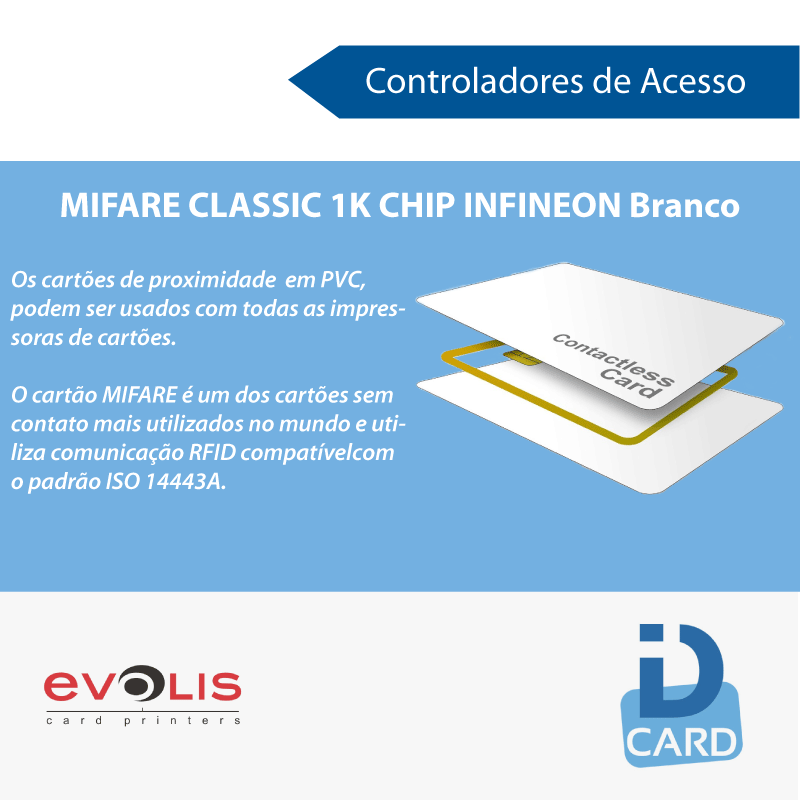 Controladores de Acesso
MIFARE CLASSIC 1K CHIP INFINEON Branco
Os cartões de proximidade  em PVC,
podem ser usados com todas as impres-
soras de cartões.
O cartão MIFARE é um dos cartões sem
contato mais utilizados no mundo e uti-
liza comunicação RFID compatívelcom
o padrão ISO 14443A.
Contactless
Card
evolis
card printers
iD
CARD